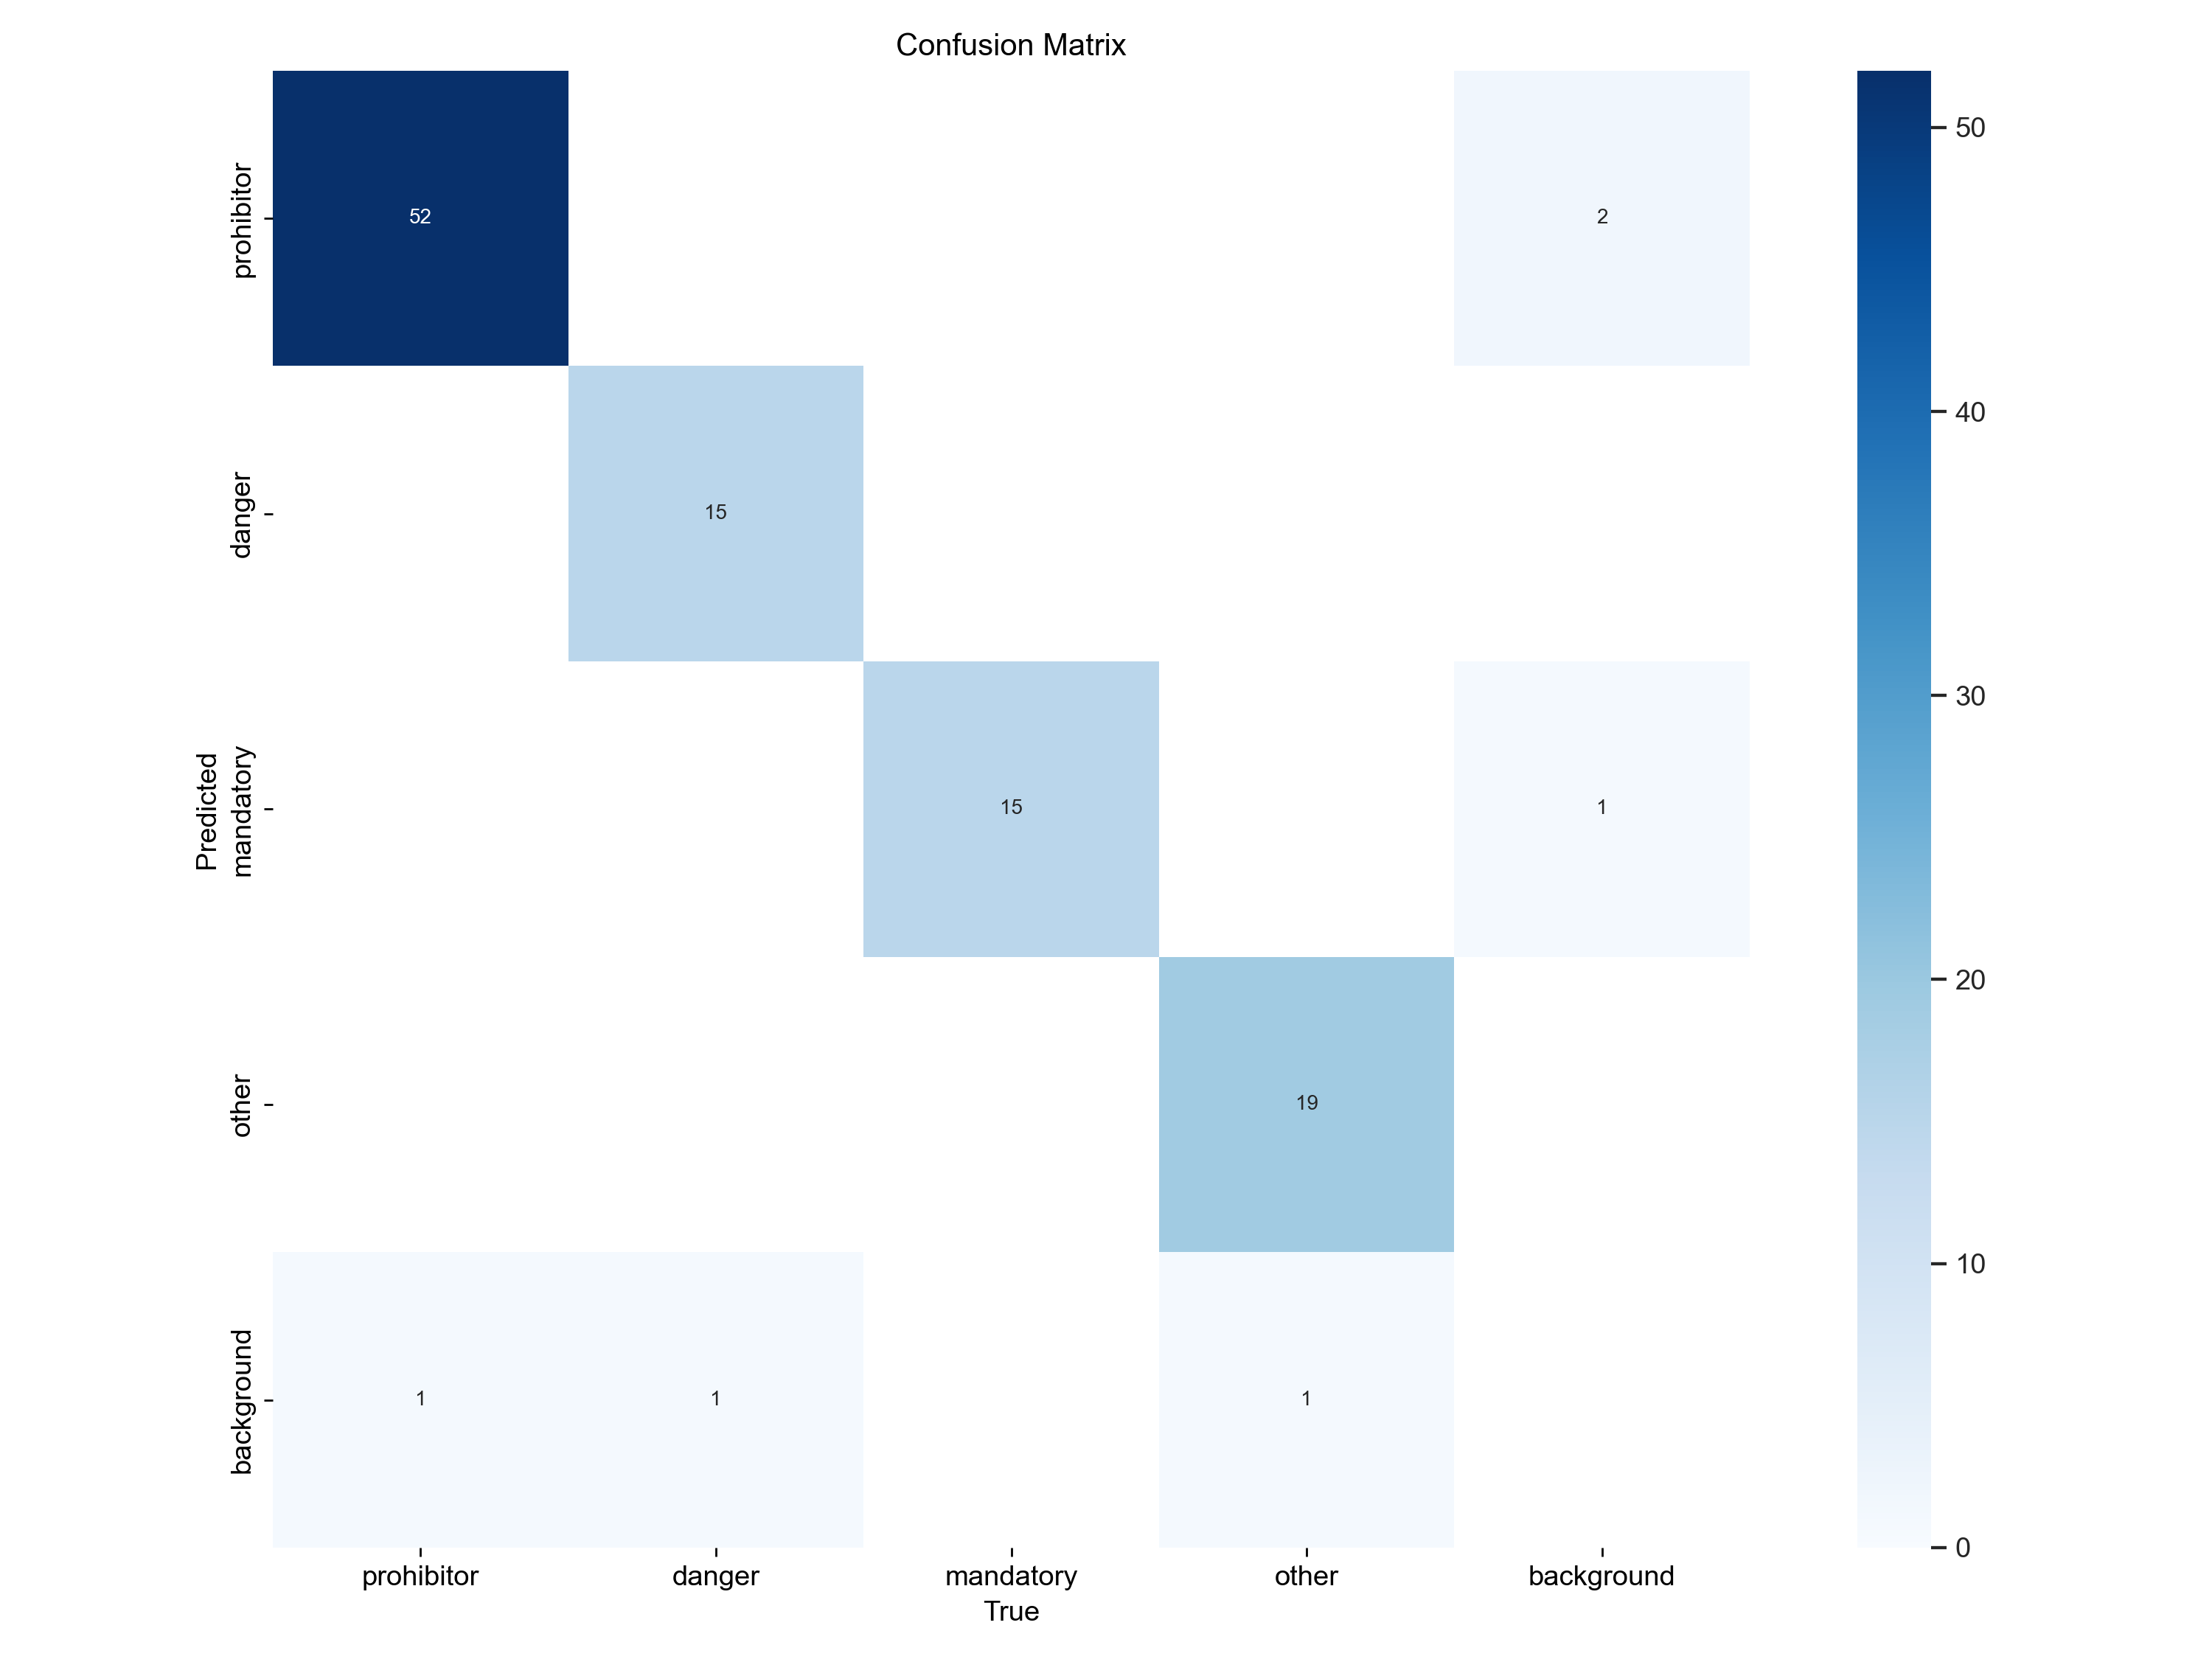 Confusion Matrix
prohibitor
52
2
50
40
danger
15
30
Predicted
mandatory
15
1
20
other
19
10
background
1
1
1
0
prohibitor danger mandatory other background
True